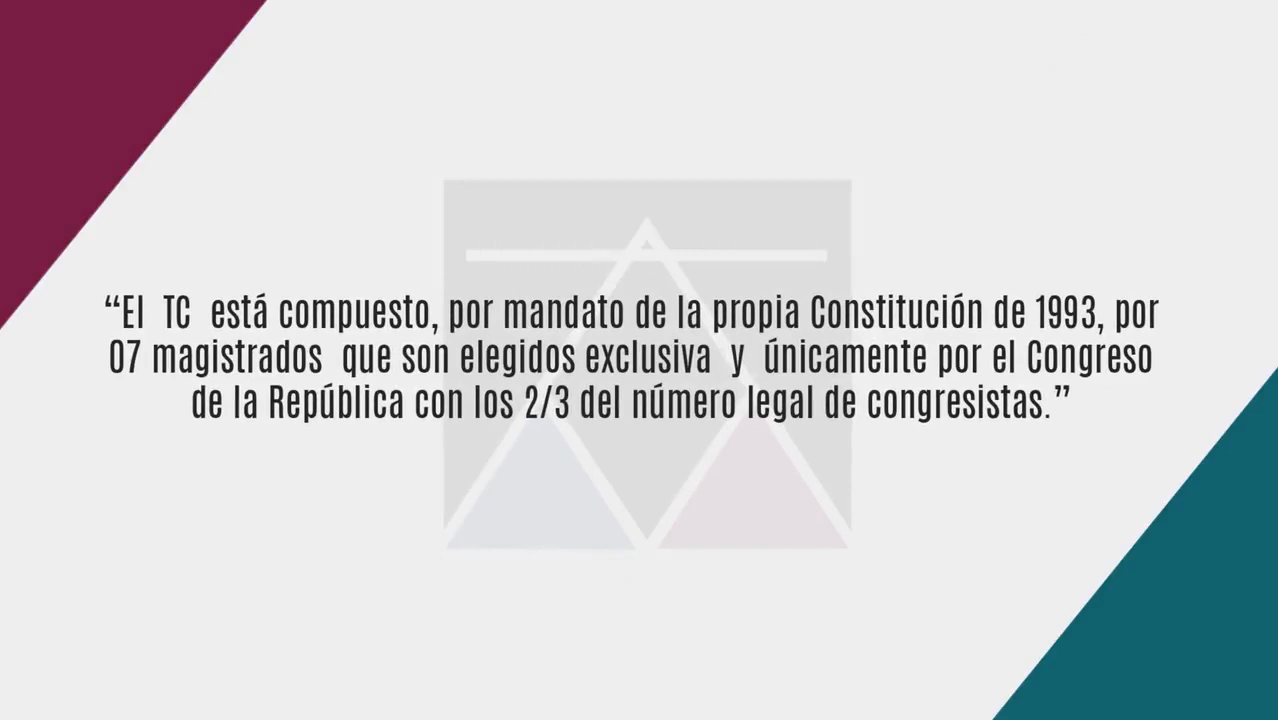 “El TC está compuesto, por mandato de la propia Constitución de 1993, por
07 magistrados que son elegidos exclusiva y únicamente por el Congreso
de la República con los 2/3 del número legal de congresistas.”